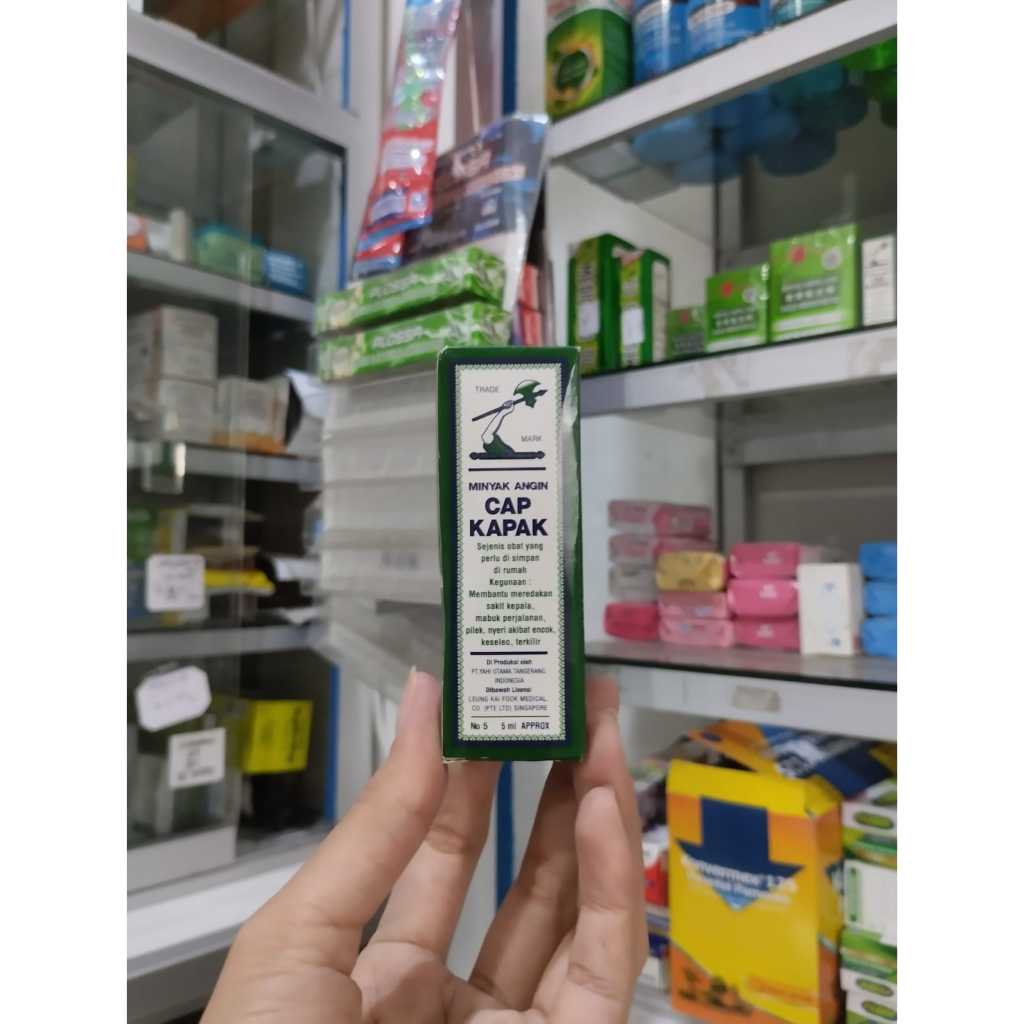 TRADE
MARK
MINYAK ANGIN
CAP
KAPAK
Sejenis obat yang
perlu di simpan
di rumah
Kegunaan :
Membantu meredakan
sakit kepala,
mabuk perjalanan,
pilek, nyeri akibat encok,
keseleo, terkilir
Di Produksi oleh
PT.YAHI UTAMA TANGERANG
INDONESIA
Dibawah Lisensi
LEUNG KAI FOOK MEDICAL.
CO. (PTE LTD) SINGAPORE
No 5 5 ml APPROX